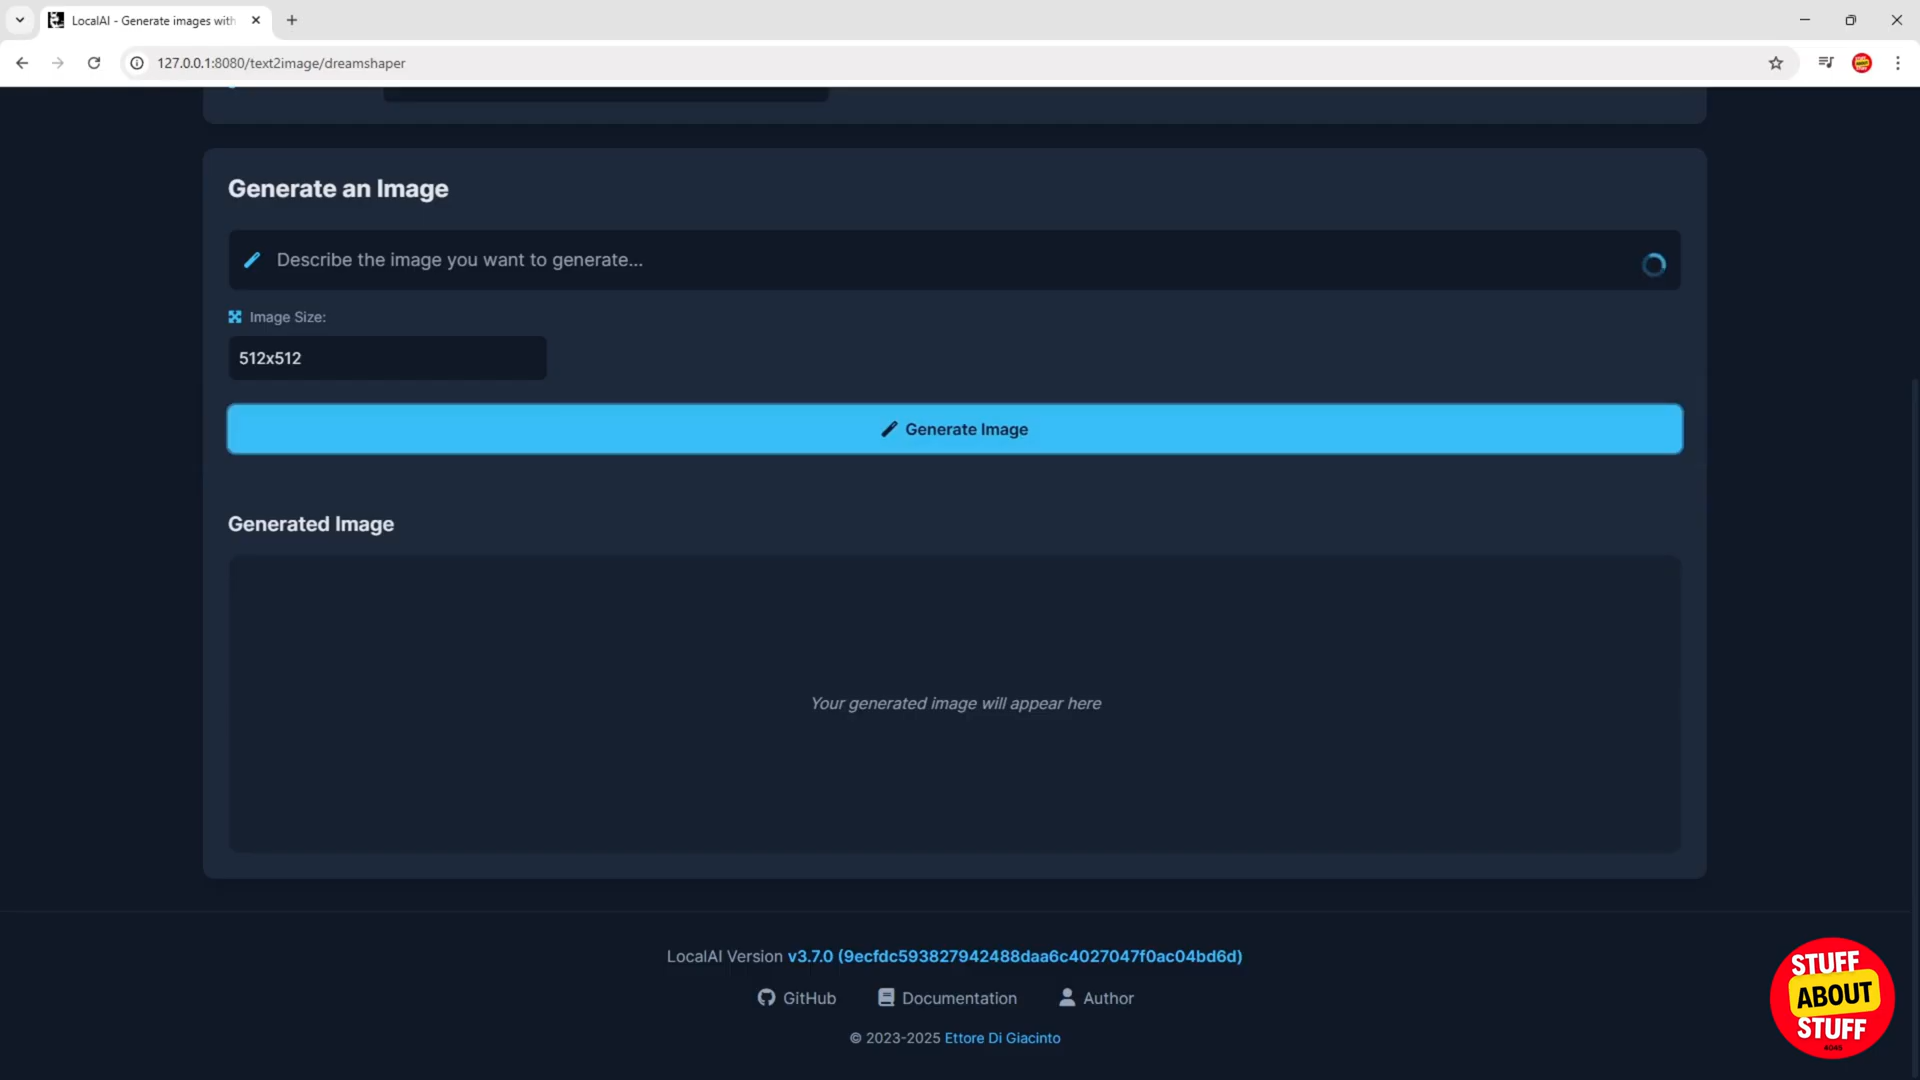 LocalAI - Generate images with
127.0.0.1:8080/text2image/dreamshaper
Generate an Image
Describe the image you want to generate...
Image Size:
512x512
Generate Image
Generated Image
Your generated image will appear here
LocalAI Version v3.7.0 (9ecfdc593827942488daa6c4027047f0ac04bd6d)
GitHub Documentation Author
© 2023-2025 Ettore Di Giacinto
STUFF
ABOUT
STUFF